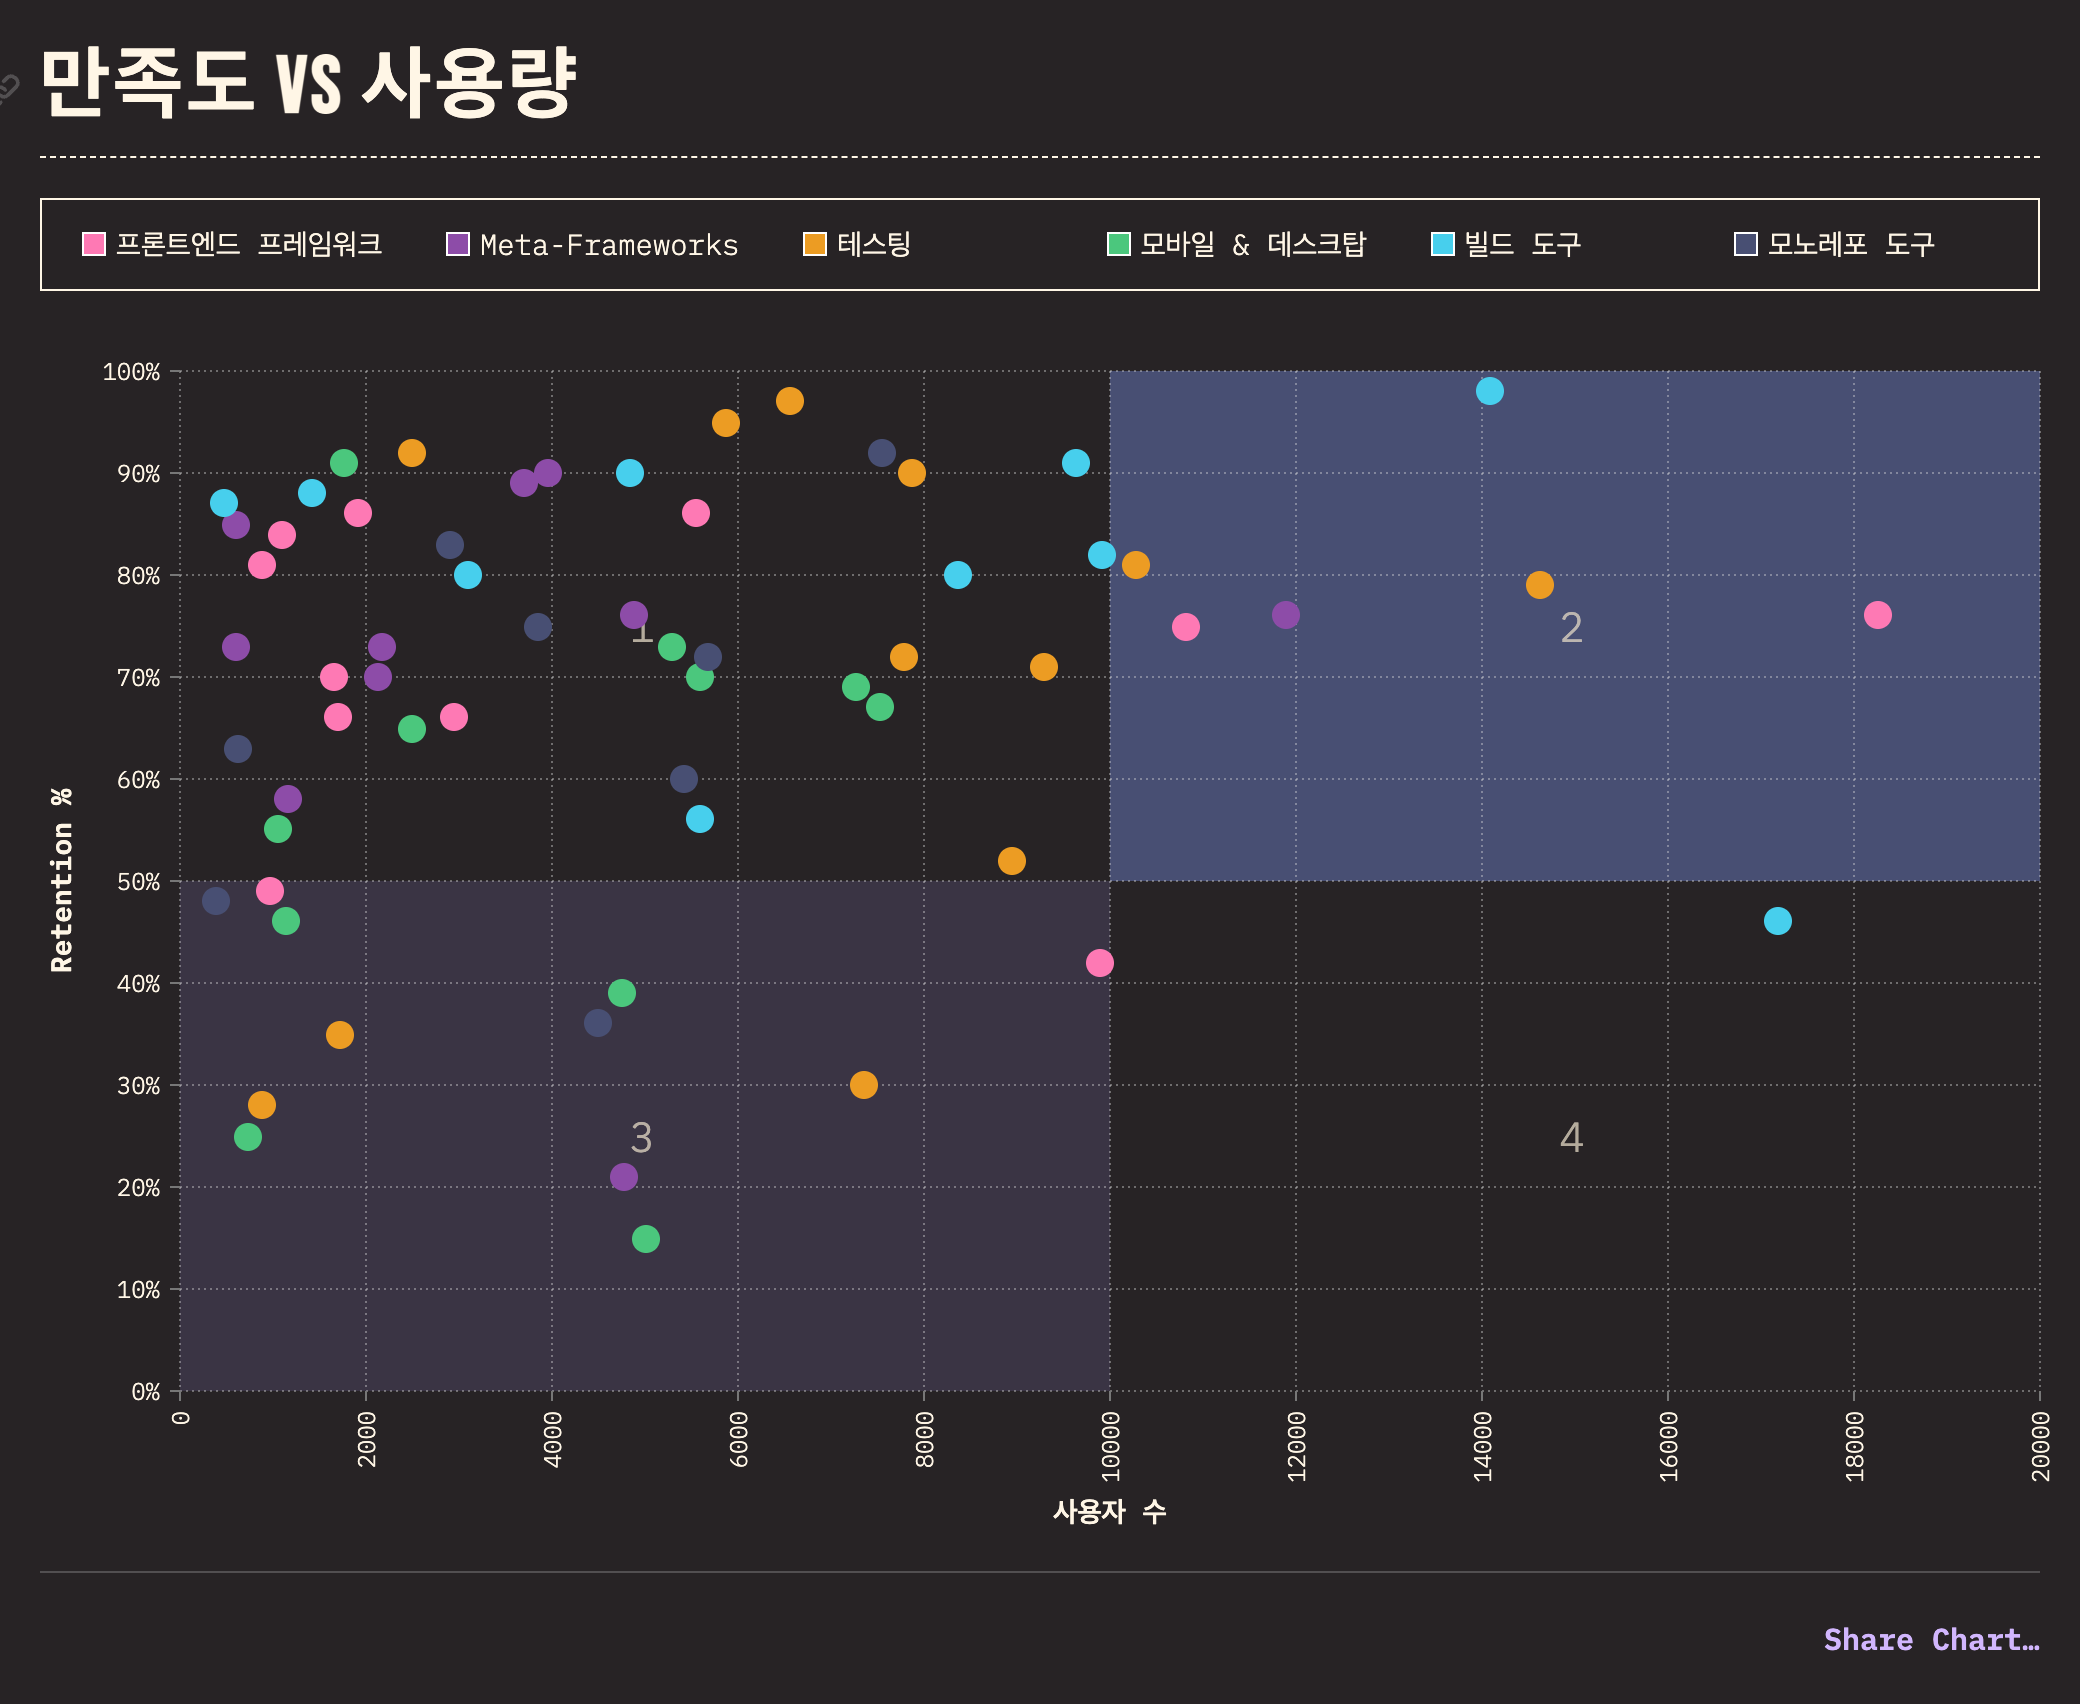 만족도 VS 사용량
프론트엔드 프레임워크 Meta-Frameworks 테스팅 모바일 & 데스크탑 빌드 도구 모노레포 도구
100%
90%
80%
1 2
70%
60%
Retention %
50%
40%
30%
3 4
20%
10%
0%
0 2000 4000 6000 8000 10000 12000 14000 16000 18000 20000
사용자 수
Share Chart…